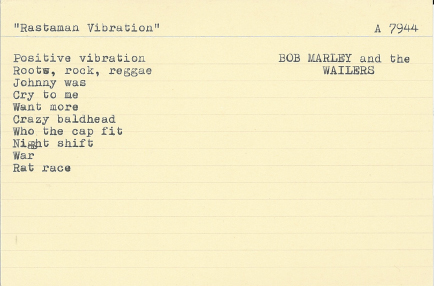 "Rastaman Vibration" A 7944
Positive vibration BOB MARLEY and the
Roots, rock, reggae WAILERS
Johnny was
Cry to me
Want more
Crazy baldhead
Who the cap fit
Night shift
War
Rat race